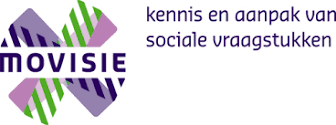 MOVISIE
kennis en aanpak van
sociale vraagstukken